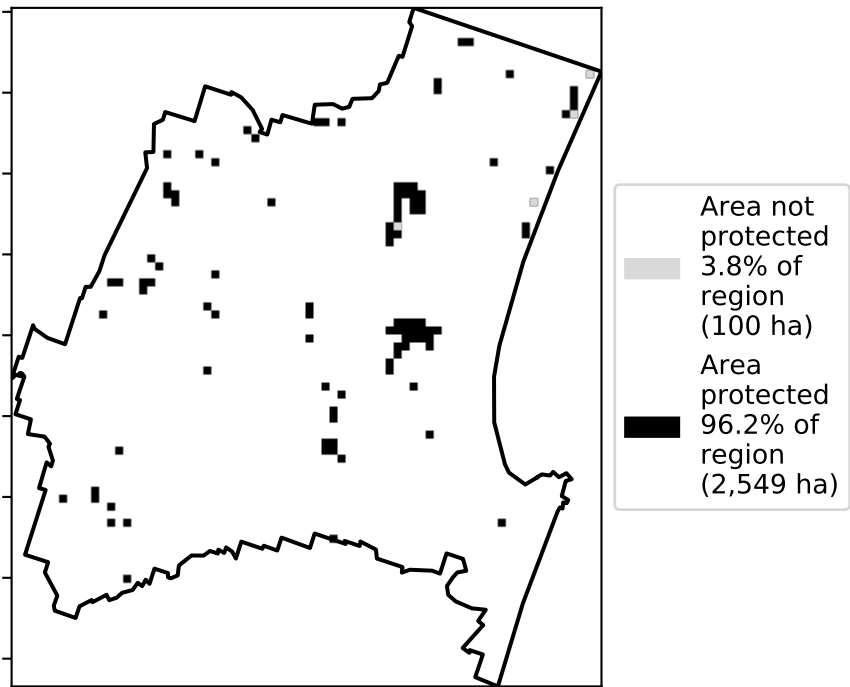 Area not
protected
3.8% of
region
(100 ha)
Area
protected
96.2% of
region
(2,549 ha)